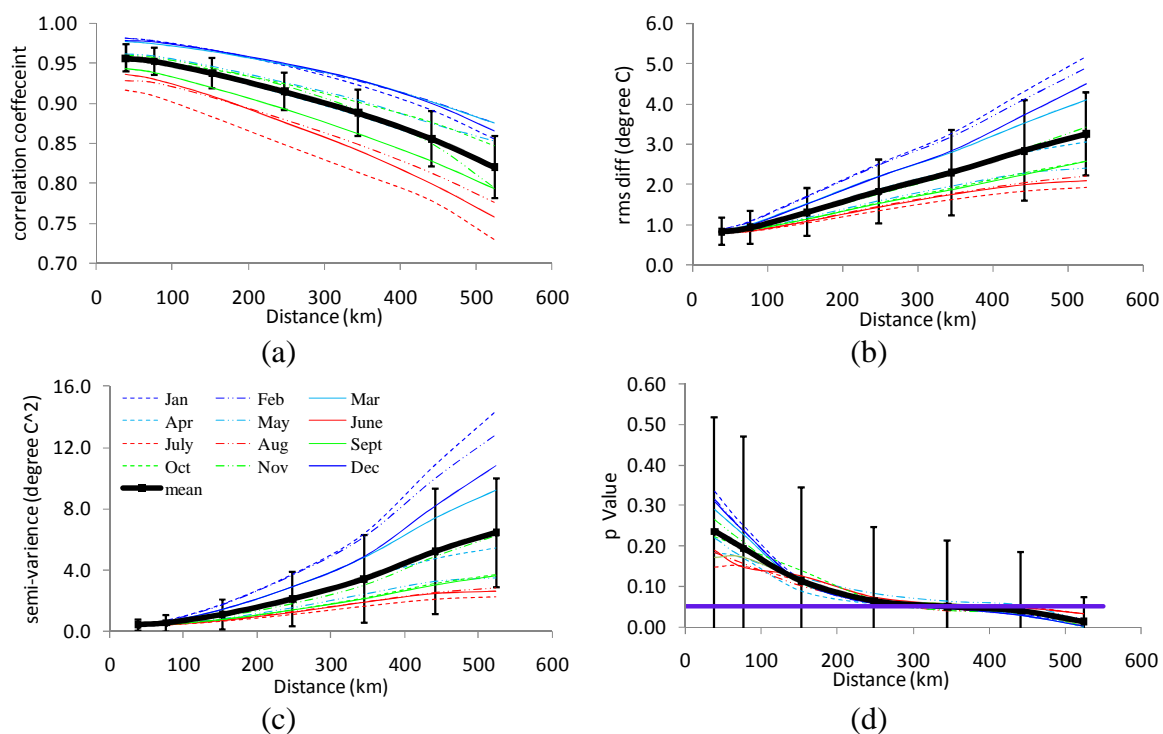 1.00
0.95
0.90
0.85
0.80
0.75
0.70
correlation coeffeceint
0 100 200 300 400 500 600
Distance (km)
(a)
6.0
5.0
4.0
3.0
2.0
1.0
0.0
rms diff (degree C)
0 100 200 300 400 500 600
Distance (km)
(b)
16.0
12.0
8.0
4.0
0.0
semi-varience (degree C^2)
Jan Feb Mar
Apr May June
July Aug Sept
Oct Nov Dec
mean
0 100 200 300 400 500 600
Distance (km)
(c)
0.60
0.50
0.40
0.30
0.20
0.10
0.00
p Value
0 100 200 300 400 500 600
Distance (km)
(d)